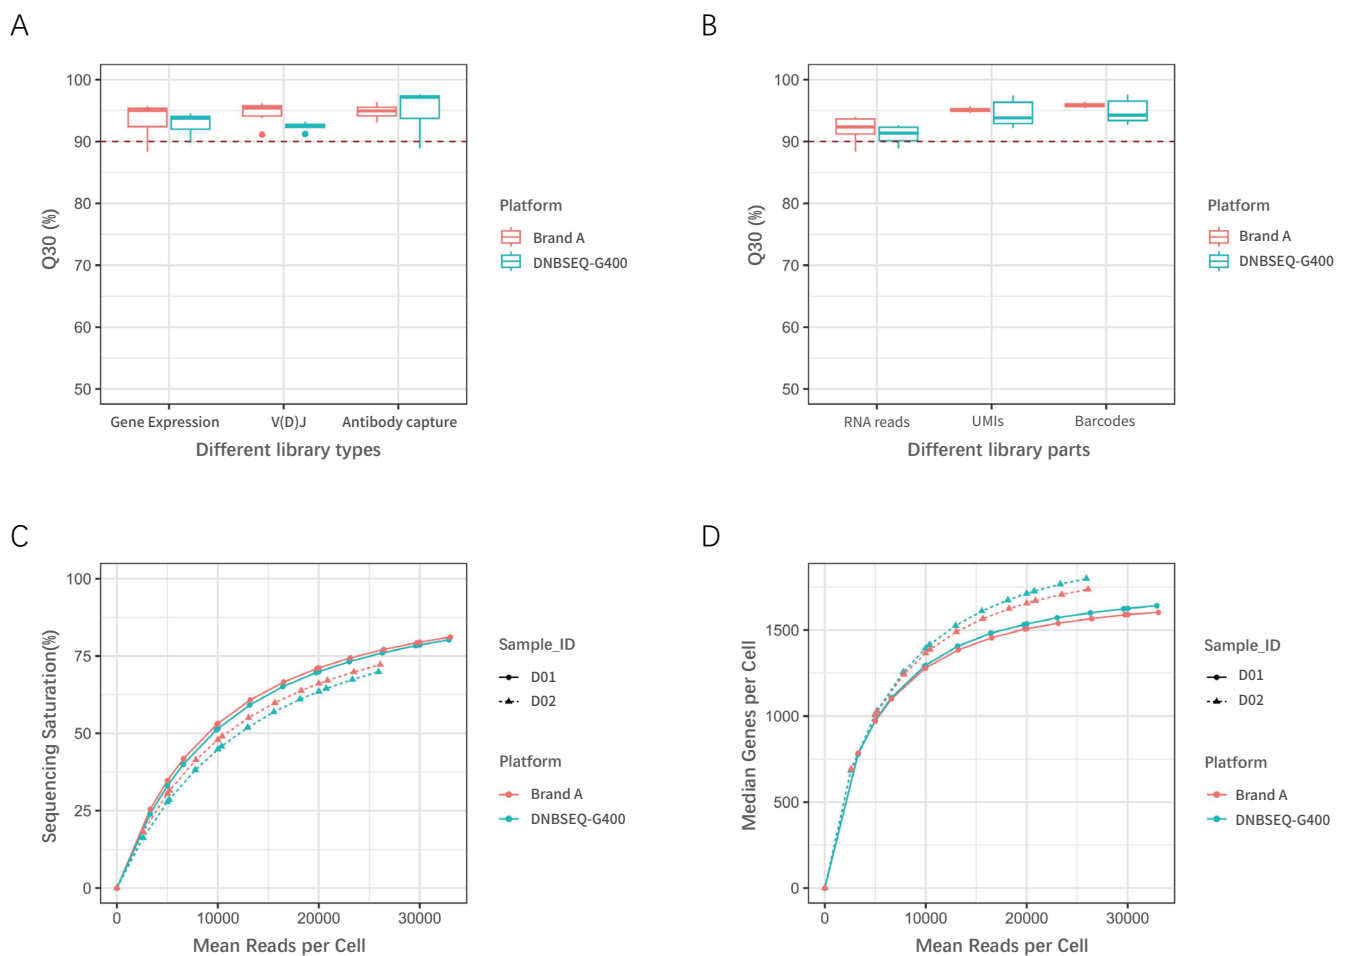 A
100
90
80
70
60
50
Q30 (%)
Gene Expression
V(D)J
Antibody capture
Different library types
Platform
Brand A
DNBSEQ-G400
B
100
90
80
70
60
50
Q30 (%)
RNA reads
UMIs
Barcodes
Different library parts
Platform
Brand A
DNBSEQ-G400
C
100
75
50
25
0
Sequencing Saturation(%)
0
10000
20000
30000
Mean Reads per Cell
Sample_ID
D01
D02
Platform
Brand A
DNBSEQ-G400
D
1500
1000
500
0
Median Genes per Cell
0
10000
20000
30000
Mean Reads per Cell
Sample_ID
D01
D02
Platform
Brand A
DNBSEQ-G400